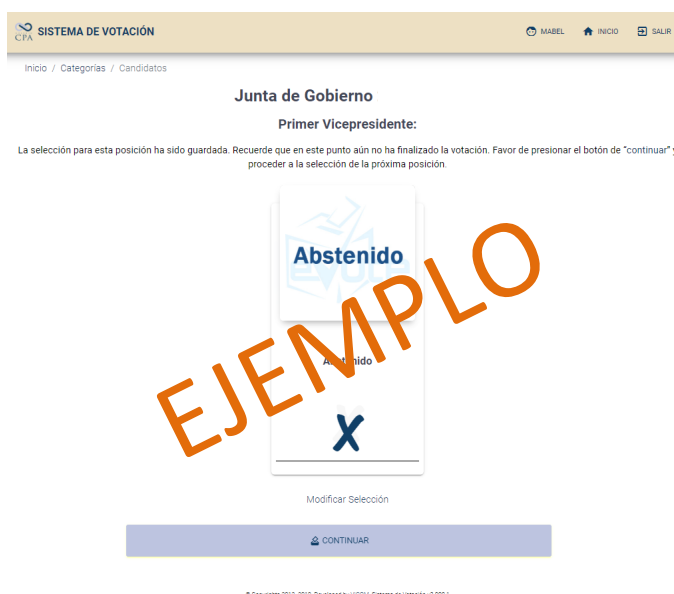 CPA SISTEMA DE VOTACIÓN
MABEL INICIO SALIR
Inicio / Categorías / Candidatos
Junta de Gobierno
Primer Vicepresidente:
La selección para esta posición ha sido guardada. Recuerde que en este punto aún no ha finalizado la votación. Favor de presionar el botón de "continuar" y
proceder a la selección de la próxima posición.
Abstenido
evote
EJEMPLO
X
Modificar Selección
CONTINUAR